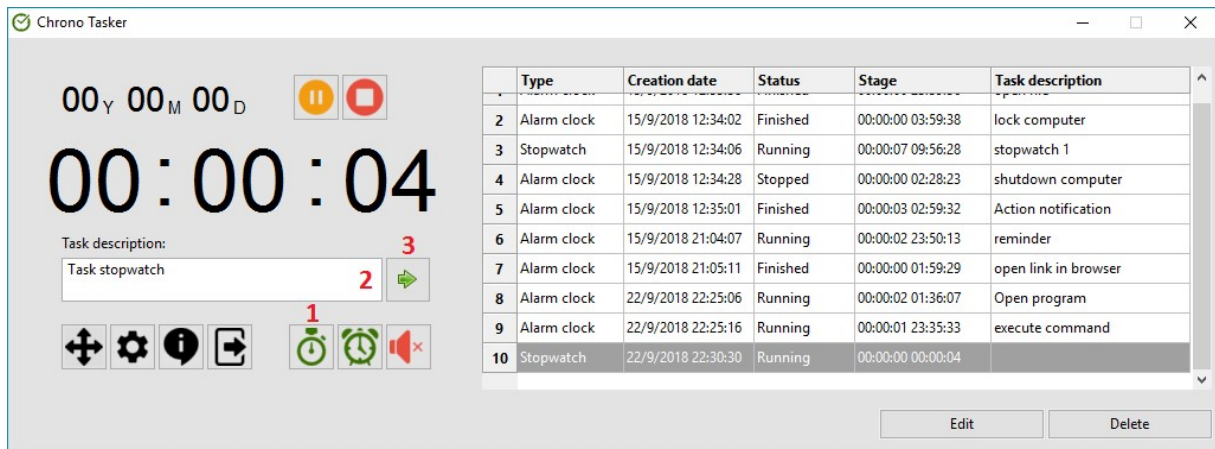 Chrono Tasker
00Y 00M 00D
00:00:04
Task description:
3
Task stopwatch
2
1
Type Creation date Status Stage Task description
2 Alarm clock 15/9/2018 12:34:02 Finished 00:00:00 03:59:38 lock computer
3 Stopwatch 15/9/2018 12:34:06 Running 00:00:07 09:56:28 stopwatch 1
4 Alarm clock 15/9/2018 12:34:28 Stopped 00:00:00 02:28:23 shutdown computer
5 Alarm clock 15/9/2018 12:35:01 Finished 00:00:03 02:59:32 Action notification
6 Alarm clock 15/9/2018 21:04:07 Running 00:00:02 23:50:13 reminder
7 Alarm clock 15/9/2018 21:05:11 Finished 00:00:00 01:59:29 open link in browser
8 Alarm clock 22/9/2018 22:25:06 Running 00:00:02 01:36:07 Open program
9 Alarm clock 22/9/2018 22:25:16 Running 00:00:01 23:35:33 execute command
10 Stopwatch 22/9/2018 22:30:30 Running 00:00:00 00:00:04
Edit Delete